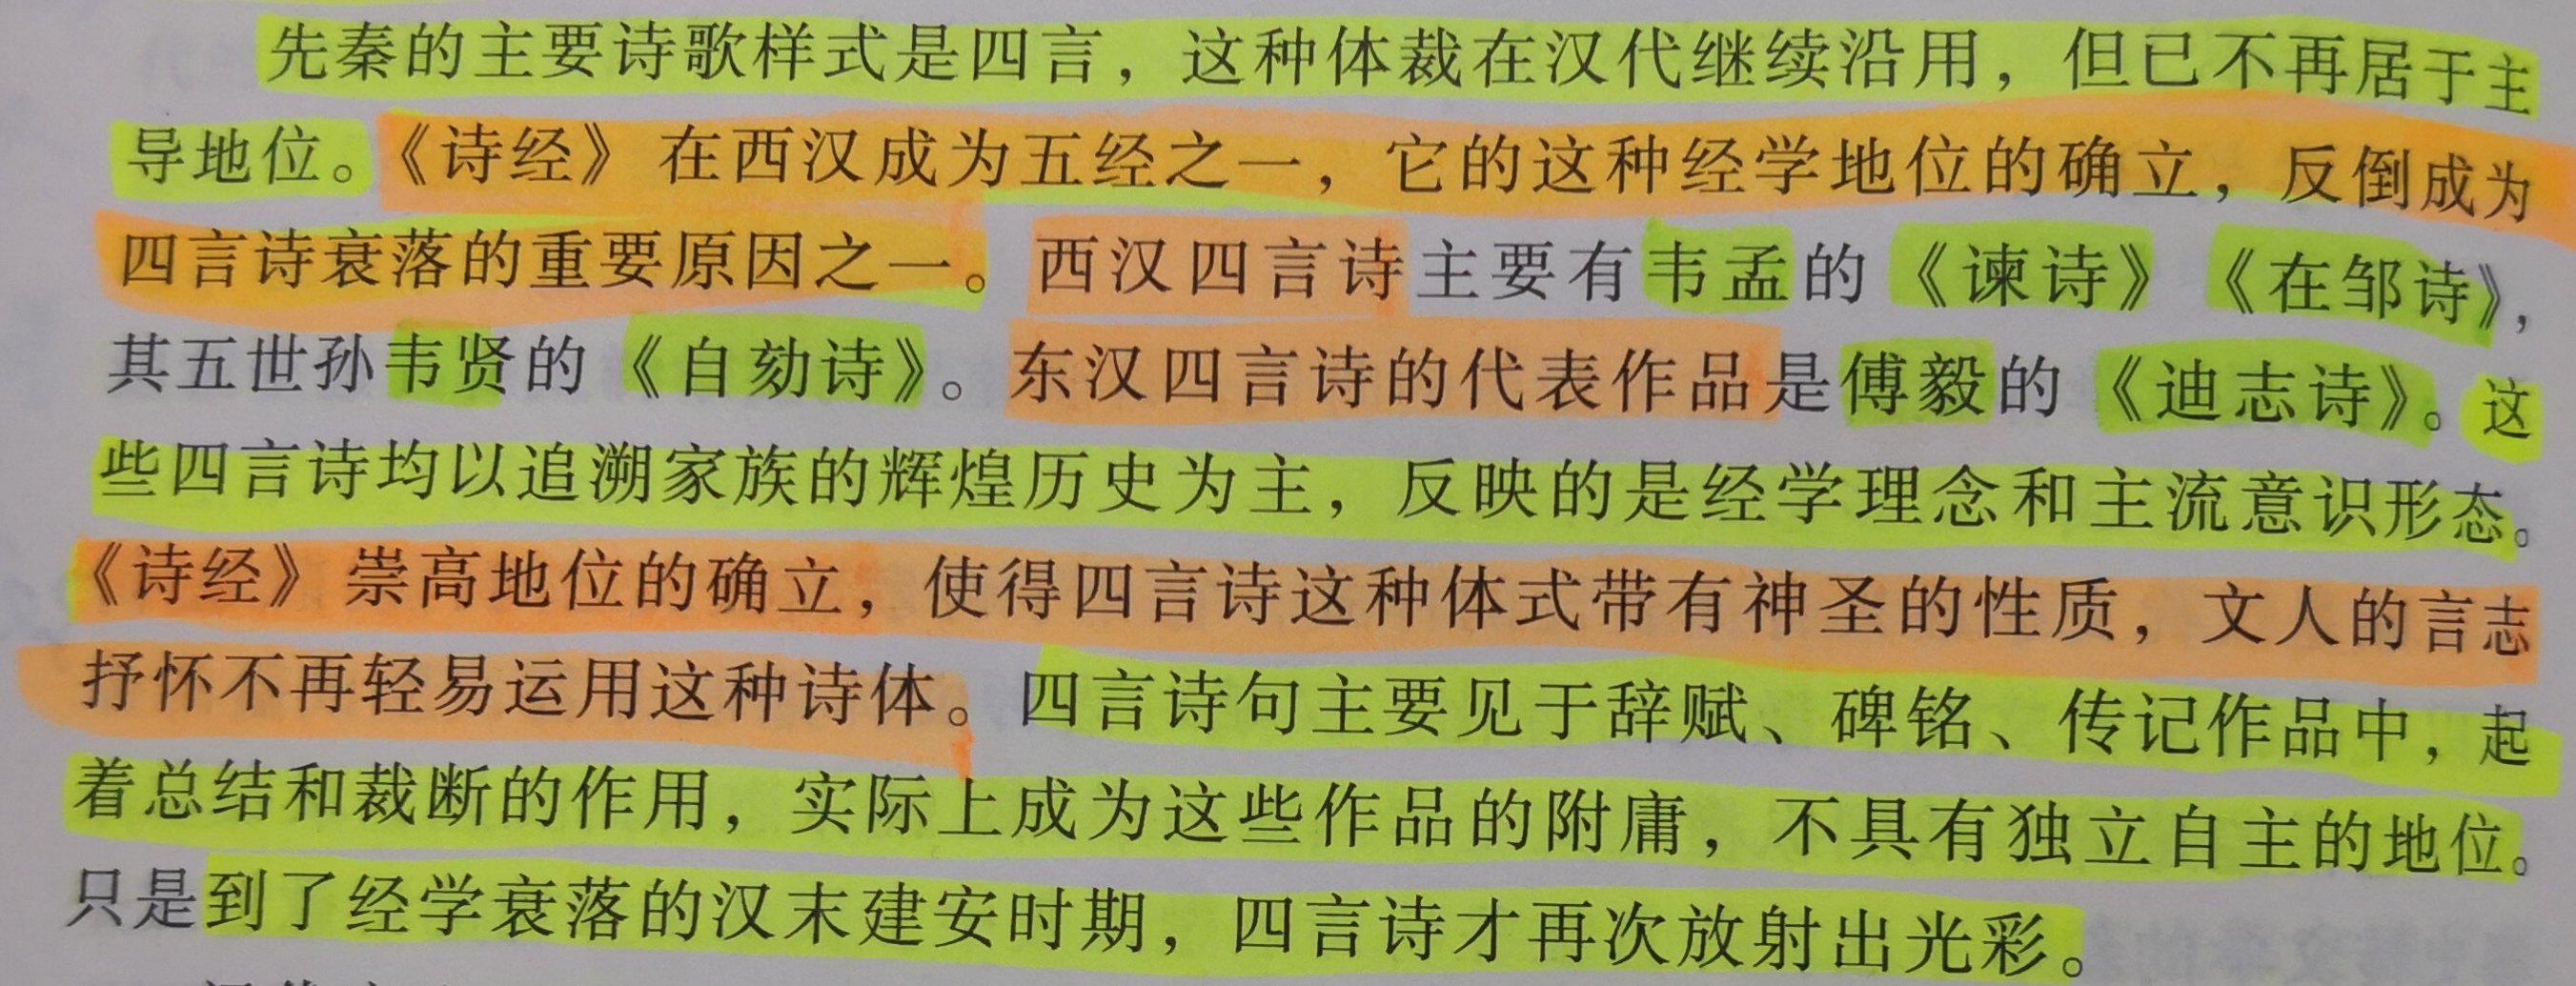 先秦的主要诗歌样式是四言，这种体裁在汉代继续沿用，但已不再居于主
导地位。《诗经》在西汉成为五经之一，它的这种经学地位的确立，反倒成为
四言诗衰落的重要原因之一。西汉四言诗主要有韦孟的《谏诗》《在邹诗》，
其五世孙韦贤的《自劾诗》。东汉四言诗的代表作品是傅毅的《迪志诗》。这
些四言诗均以追溯家族的辉煌历史为主，反映的是经学理念和主流意识形态。
《诗经》崇高地位的确立，使得四言诗这种体式带有神圣的性质，文人的言志
抒怀不再轻易运用这种诗体。四言诗句主要见于辞赋、碑铭、传记作品中，起
着总结和裁断的作用，实际上成为这些作品的附庸，不具有独立自主的地位。
只是到了经学衰落的汉末建安时期，四言诗才再次放射出光彩。